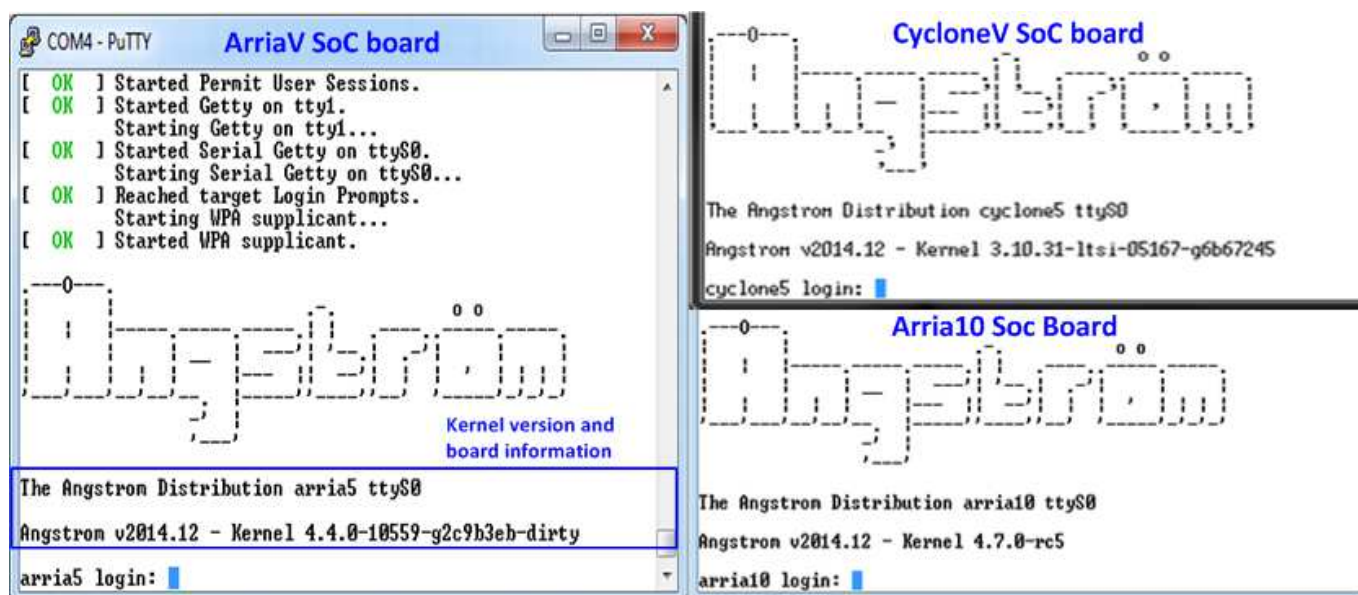 COM4 - PuTTY
ArriaV SoC board
[  OK  ] Started Permit User Sessions.
[  OK  ] Started Getty on tty1.
Starting Getty on tty1...
[  OK  ] Started Serial Getty on ttyS0.
Starting Serial Getty on ttyS0...
[  OK  ] Reached target Login Prompts.
Starting WPA supplicant...
[  OK  ] Started WPA supplicant.
Angström
Kernel version and
board information
The Angstrom Distribution arria5 ttyS0
Angstrom v2014.12 - Kernel 4.4.0-10559-g2c9b3eb-dirty
arria5 login:
CycloneV SoC board
Angström
The Angstrom Distribution cyclone5 ttyS0
Angstrom v2014.12 - Kernel 3.10.31-ltsi-05167-g6b67245
cyclone5 login:
Arria10 Soc Board
Angström
The Angstrom Distribution arria10 ttyS0
Angstrom v2014.12 - Kernel 4.7.0-rc5
arria10 login: